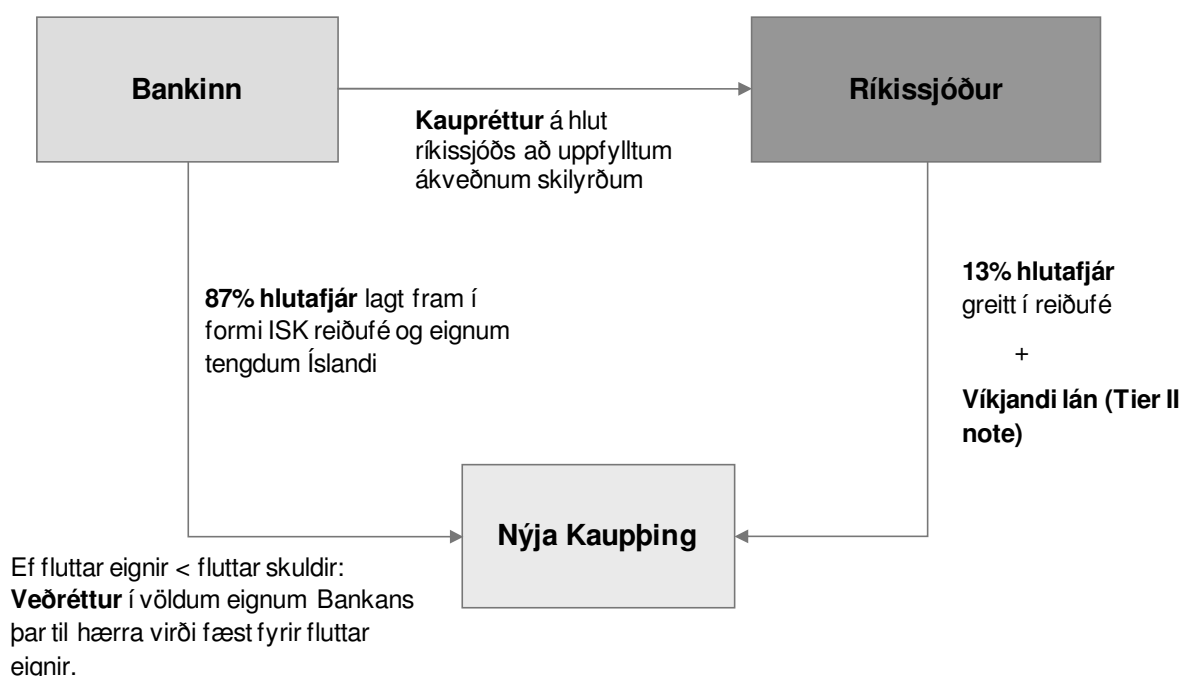 Bankinn
Ríkissjóður
Kaupréttur á hlut
ríkissjóðs að uppfylltum
ákveðnum skilyrðum
87% hlutafjár lagt fram í
formi ISK reiðufé og eignum
tengdum Íslandi
13% hlutafjár
greitt í reiðufé
+
Víkjandi lán (Tier II
note)
Nýja Kaupþing
Ef fluttar eignir < fluttar skuldir:
Veðréttur í völdum eignum Bankans
þar til hærra virði fæst fyrir fluttar
eignir.